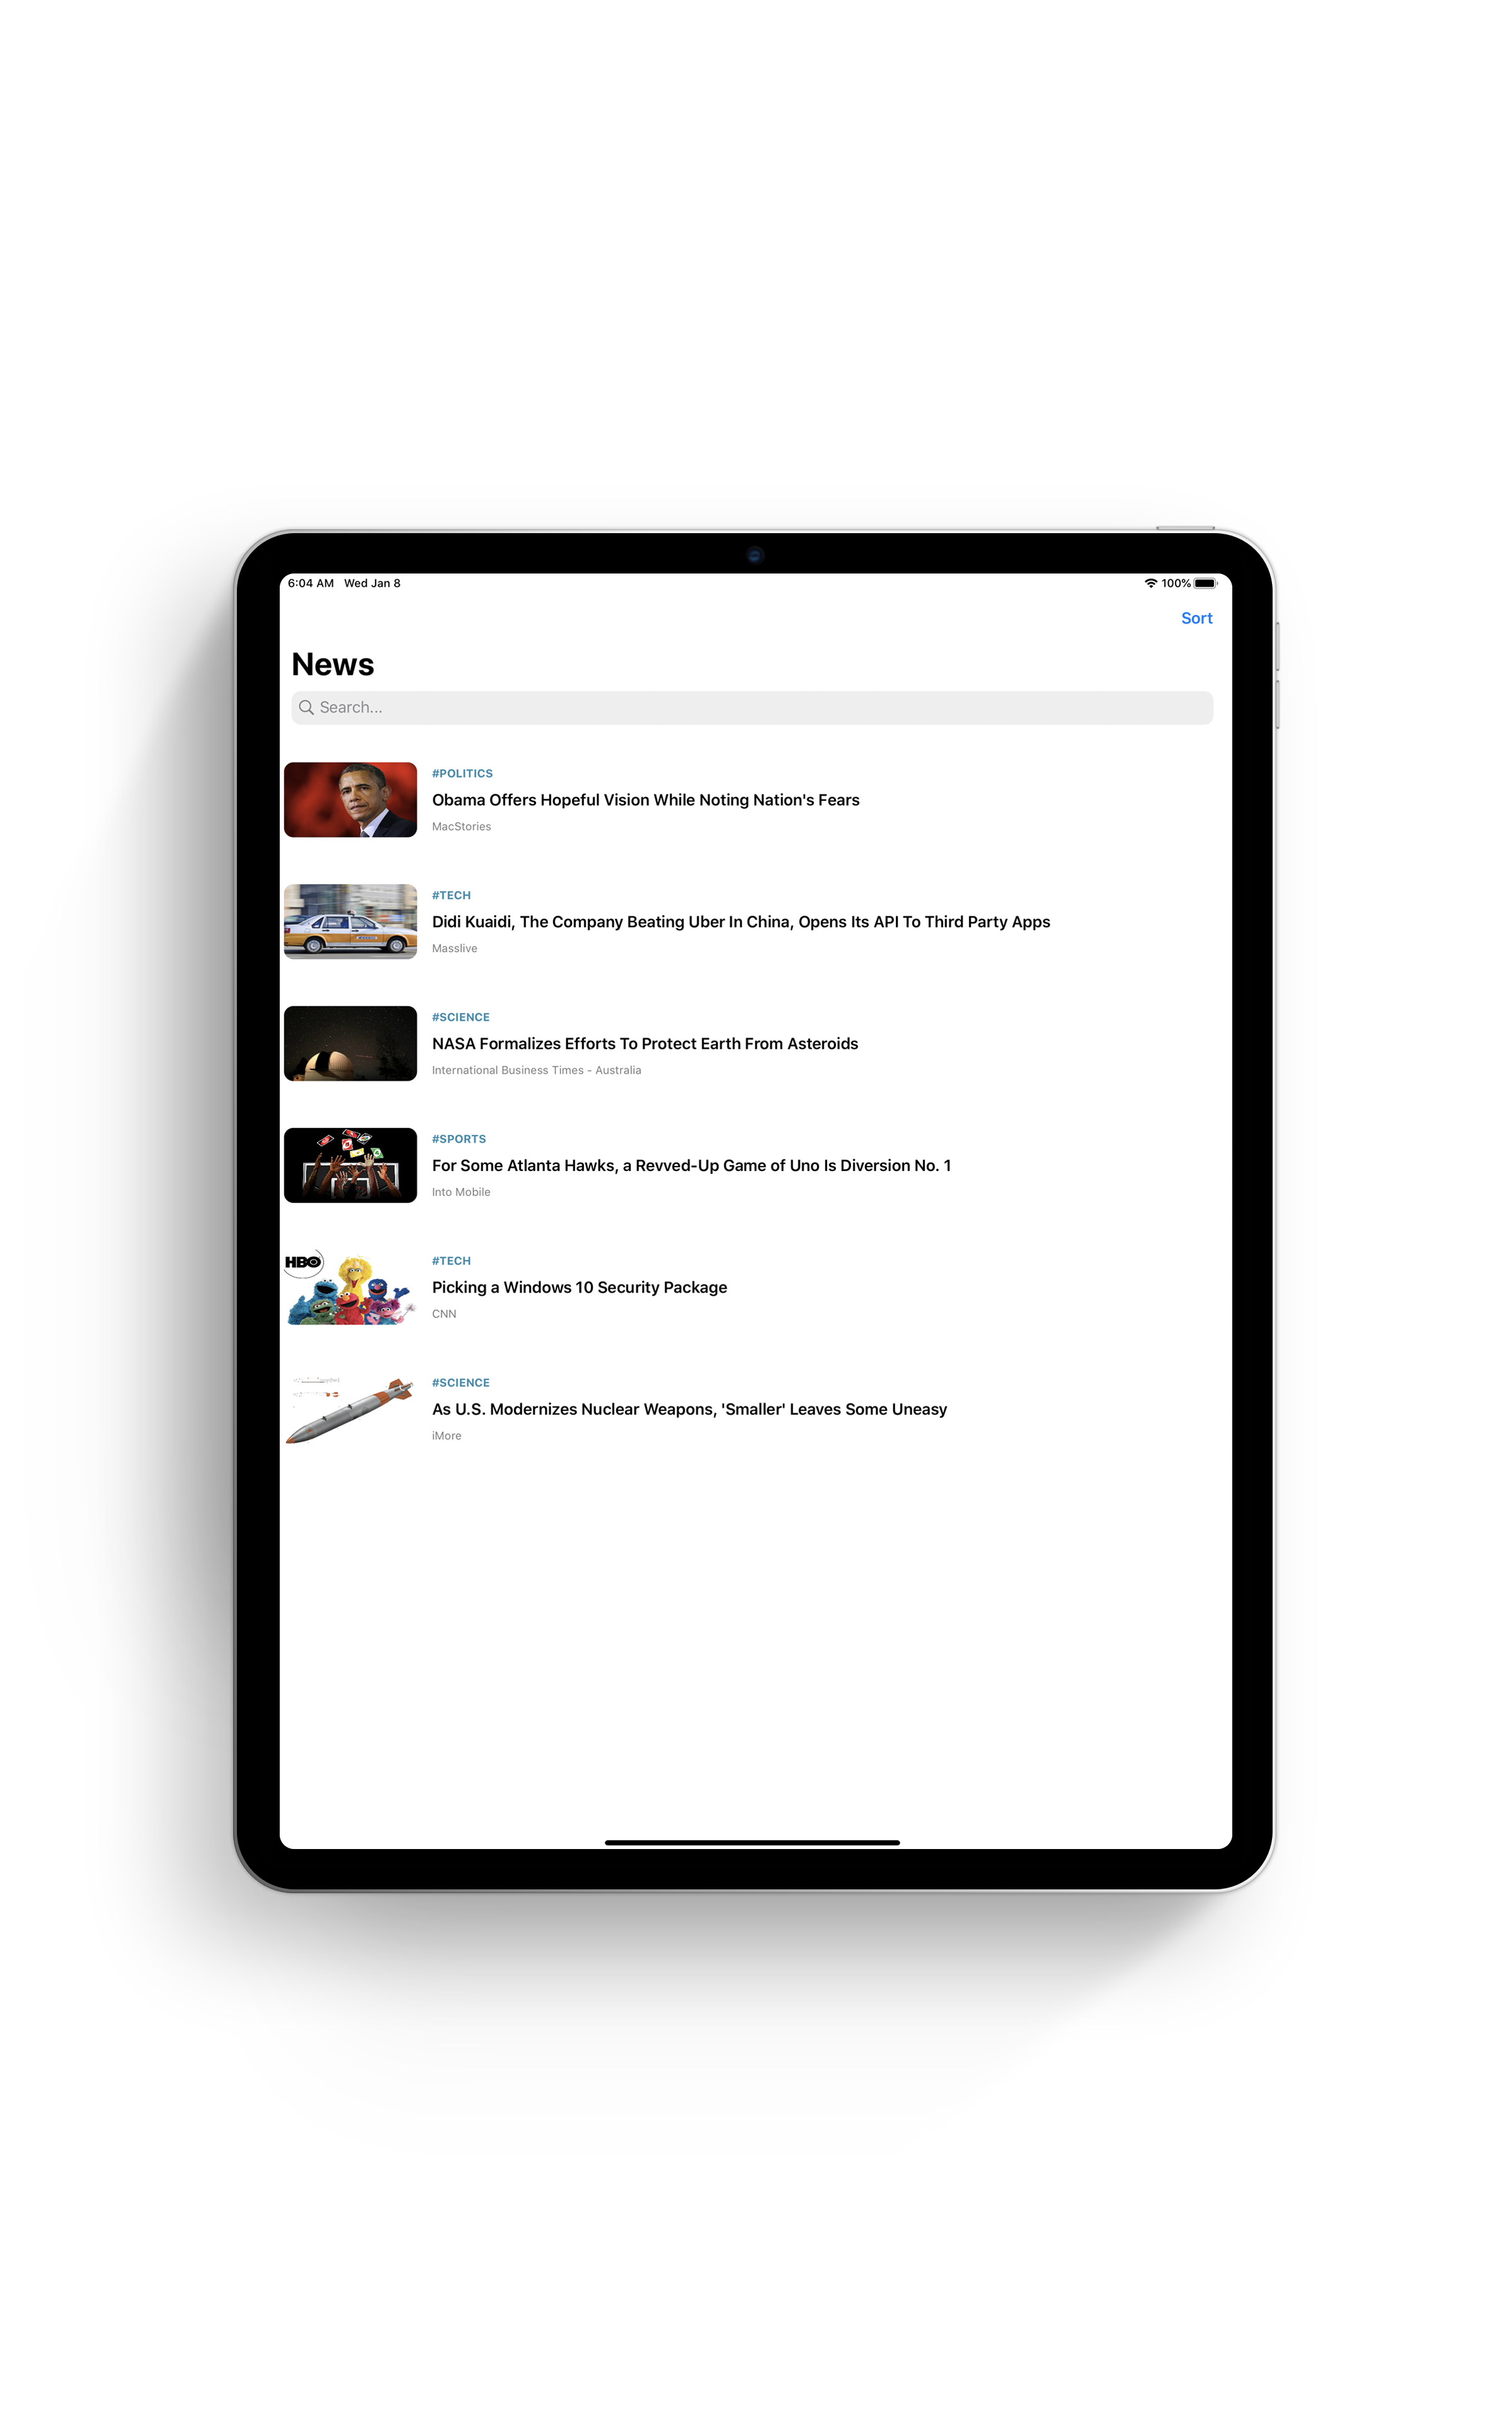 6:04 AM Wed Jan 8 100%
Sort
News
Search...
#POLITICS
Obama Offers Hopeful Vision While Noting Nation's Fears
MacStories
#TECH
Didi Kuaidi, The Company Beating Uber In China, Opens Its API To Third Party Apps
Masslive
#SCIENCE
NASA Formalizes Efforts To Protect Earth From Asteroids
International Business Times - Australia
#SPORTS
For Some Atlanta Hawks, a Revved-Up Game of Uno Is Diversion No. 1
Into Mobile
HBO
#TECH
Picking a Windows 10 Security Package
CNN
#SCIENCE
As U.S. Modernizes Nuclear Weapons, 'Smaller' Leaves Some Uneasy
iMore